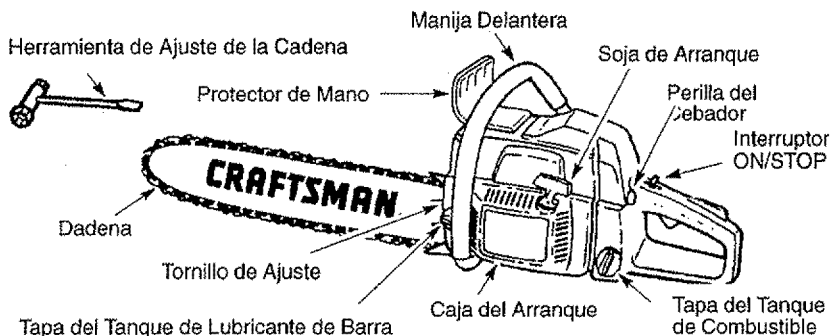 Manija Delantera
Herramienta de Ajuste de la Cadena
Soja de Arranque
Protector de Mano
Perilla del
Cebador
Interruptor
ON/STOP
CRAFTSMAN
Dadena
Tornillo de Ajuste
Caja del Arranque
Tapa del Tanque
de Combustible
Tapa del Tanque de Lubricante de Barra